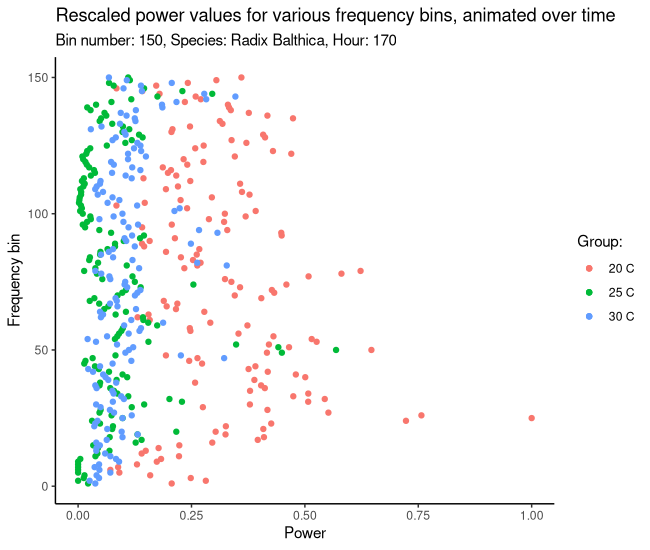 Rescaled power values for various frequency bins, animated over time
Bin number: 150, Species: Radix Balthica, Hour: 170
Frequency bin
150
100
50
0
0.00 0.25 0.50 0.75 1.00
Power
Group:
20 C
25 C
30 C